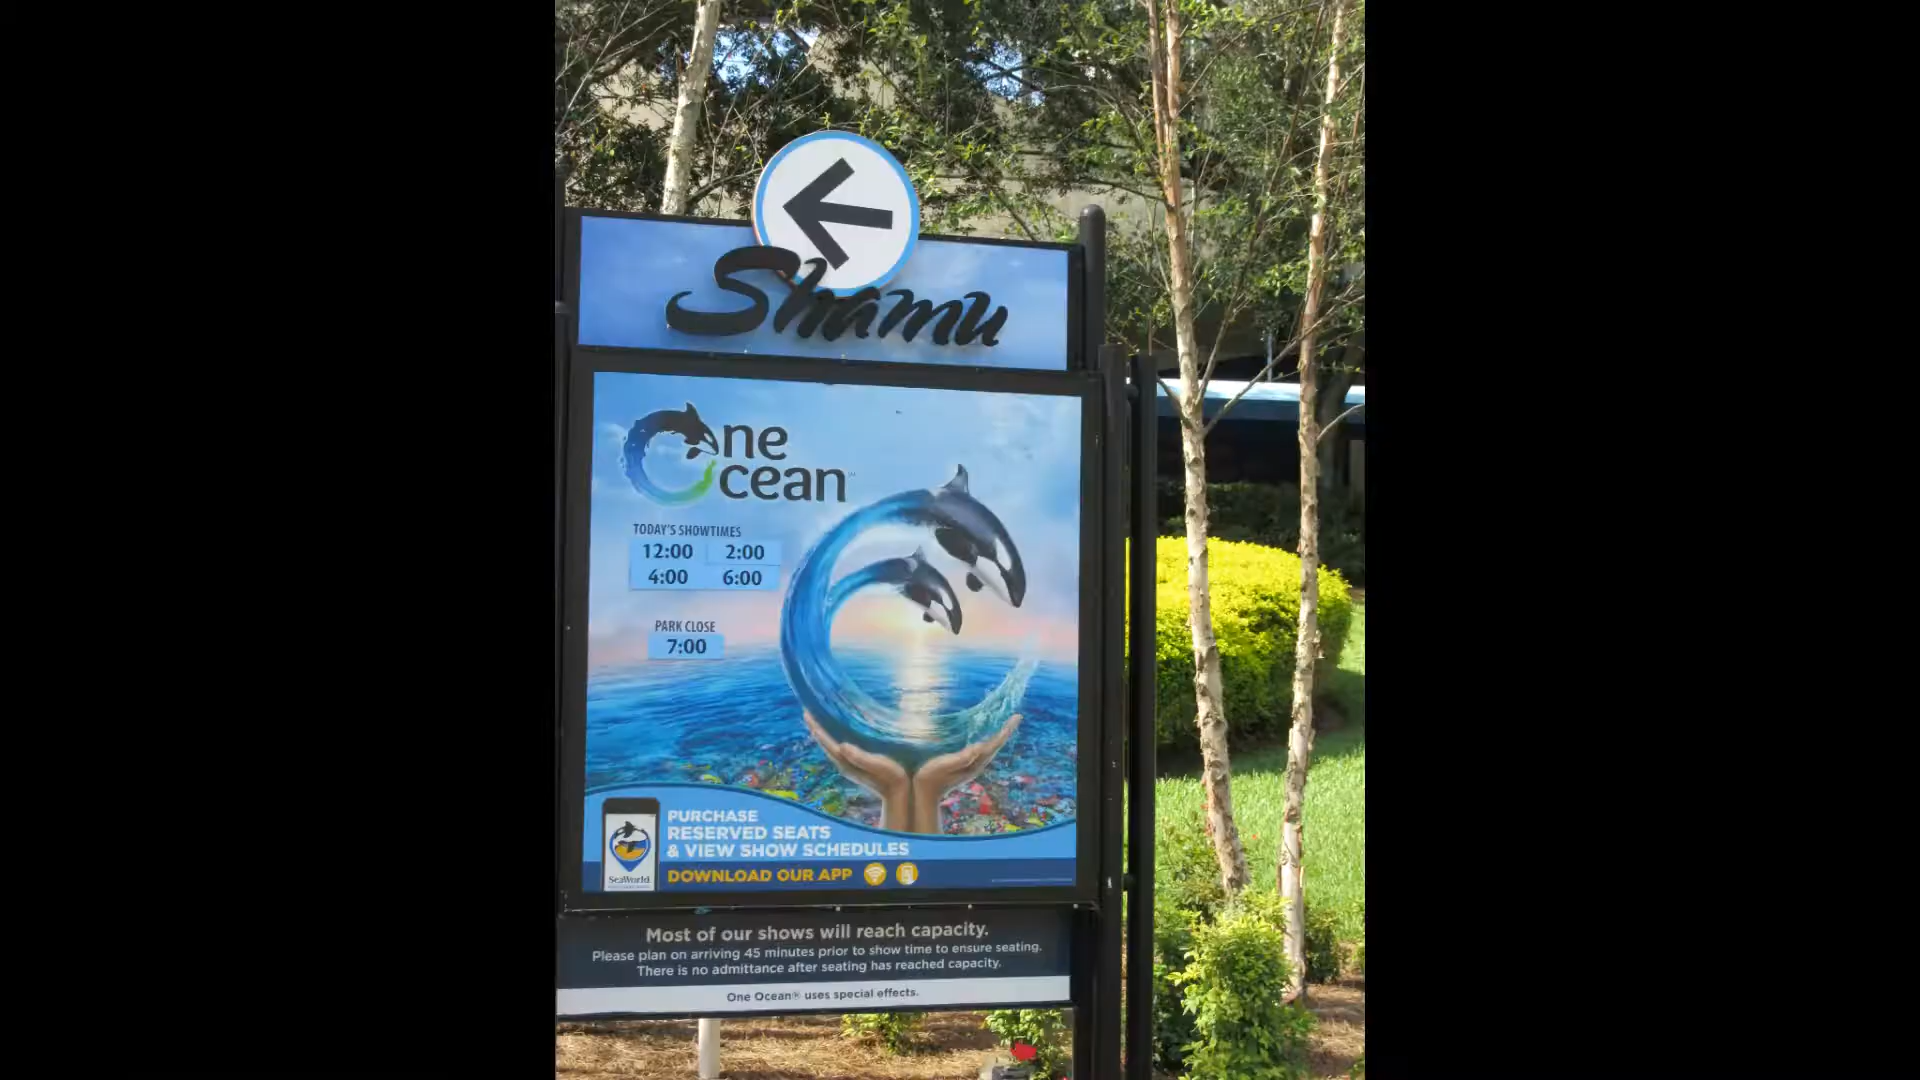 Shamu
One
Ocean™
TODAY'S SHOWTIMES
12:00 2:00
4:00 6:00
PARK CLOSE
7:00
PURCHASE
RESERVED SEATS
& VIEW SHOW SCHEDULES
DOWNLOAD OUR APP
SeaWorld
Most of our shows will reach capacity.
Please plan on arriving 45 minutes prior to show time to ensure seating.
There is no admittance after seating has reached capacity.
One Ocean® uses special effects.